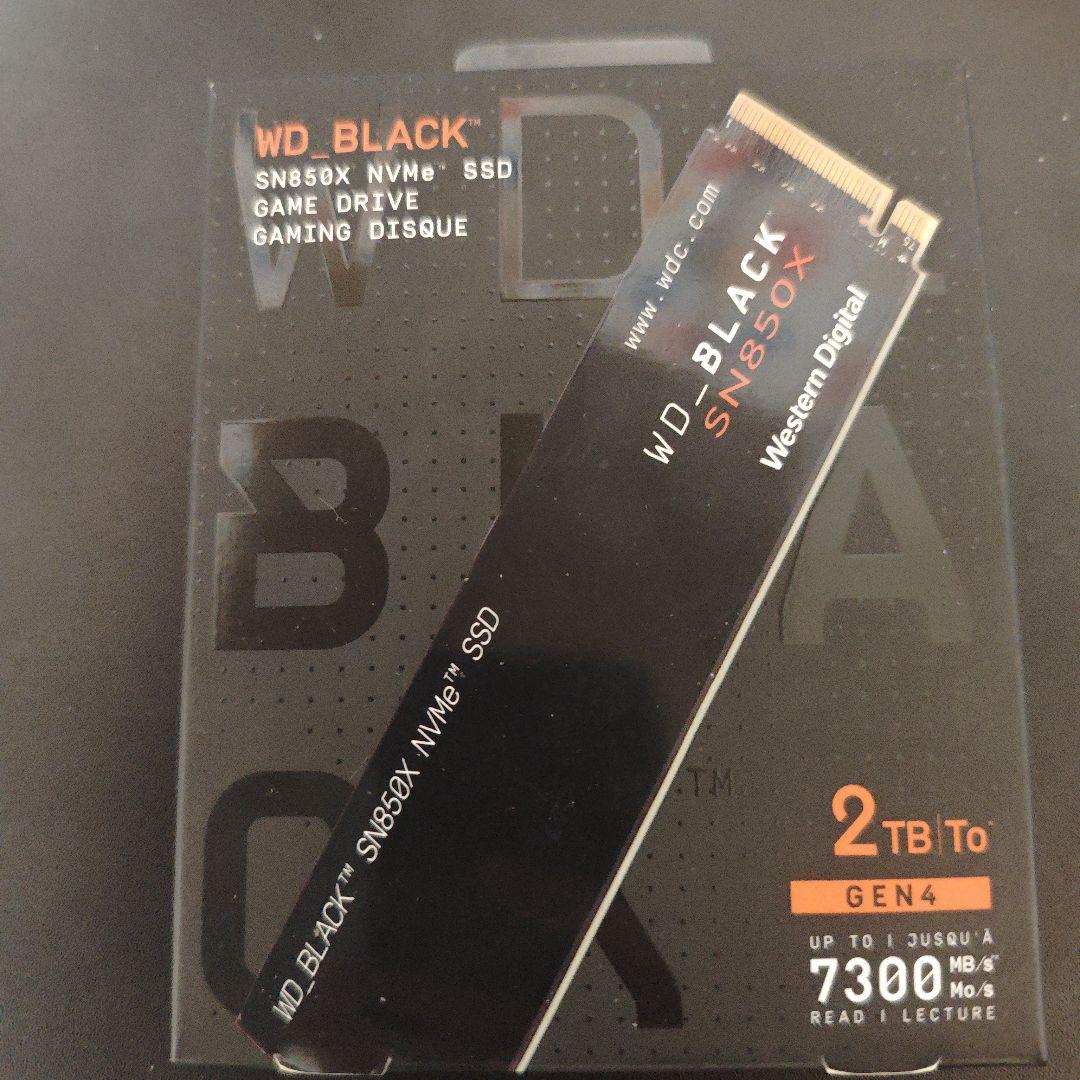 WD_BLACK™
SN850X NVMe™ SSD
GAME DRIVE
GAMING DISQUE
www.wdc.com
WD_BLACK
SN850X
Western Digital
WD_BLACK™ SN850X NVMe™ SSD
™
2TB|To
GEN4
UP TO | JUSQU'À
7300 MB/s
Mo/s
READ | LECTURE